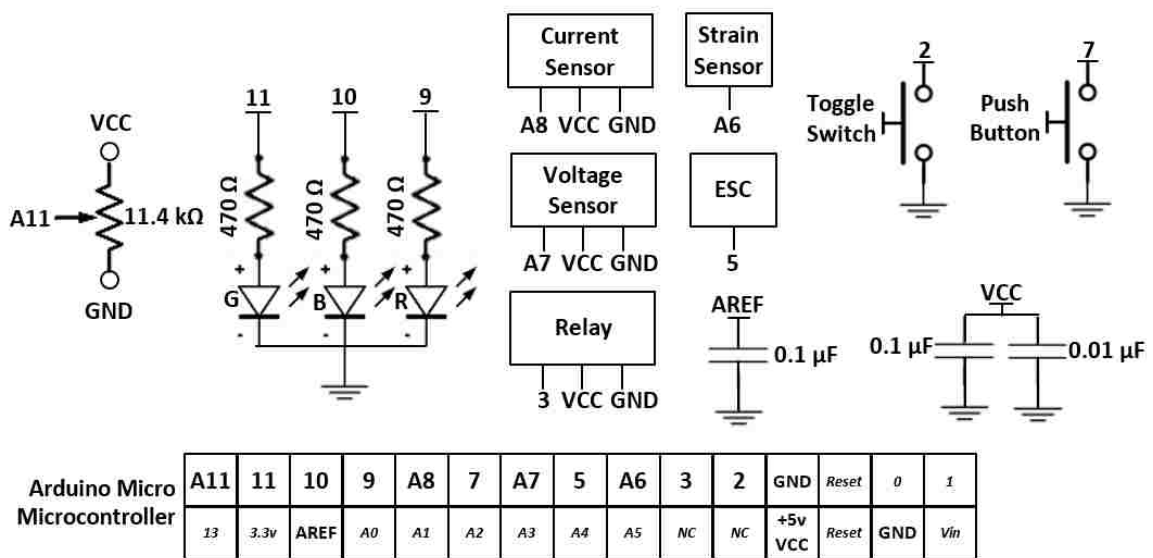 Current
Sensor
A8 VCC GND
Strain
Sensor
A6
2
Toggle
Switch
7
Push
Button
VCC
A11
11.4 kΩ
GND
11 10 9
470 Ω 470 Ω 470 Ω
+ + +
G B R
- - -
Voltage
Sensor
A7 VCC GND
ESC
5
Relay
3 VCC GND
AREF
0.1 µF
VCC
0.1 µF 0.01 µF
Arduino Micro
Microcontroller
A11 11 10 9 A8 7 A7 5 A6 3 2 GND Reset 0 1
13 3.3v AREF A0 A1 A2 A3 A4 A5 NC NC +5v VCC Reset GND Vin